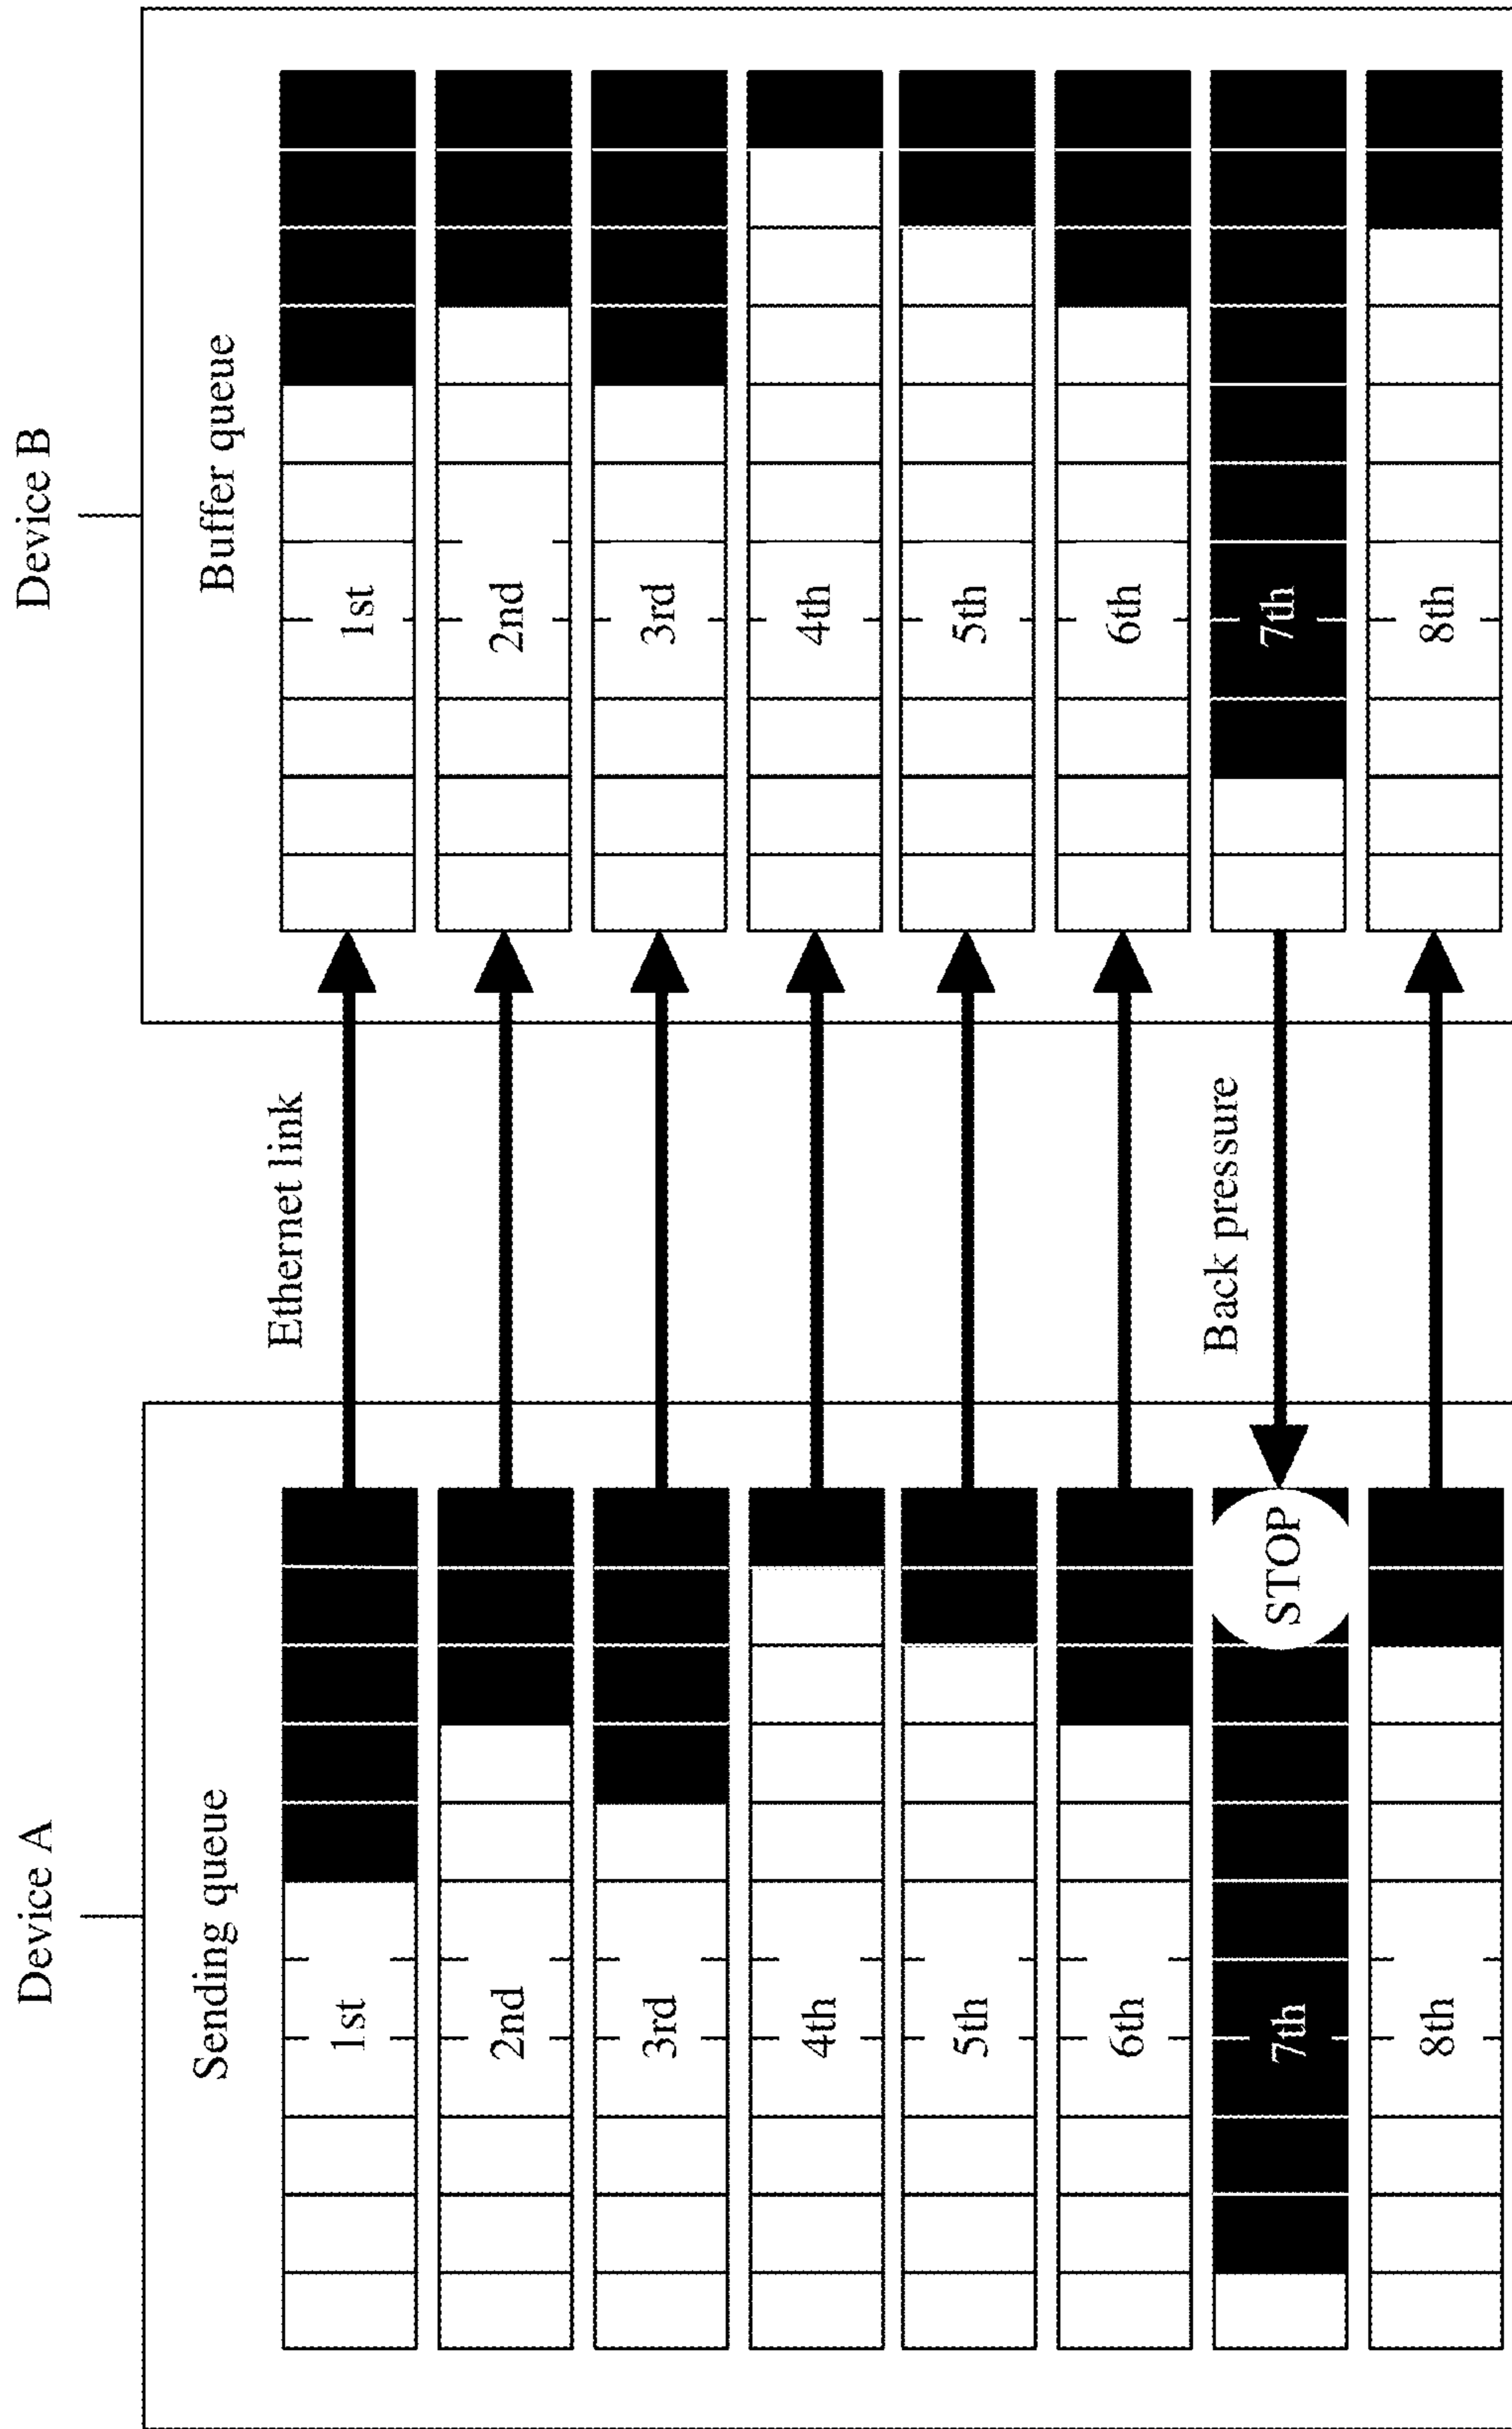 Device A
Device B
Sending queue
Buffer queue
Ethernet link
1st
1st
2nd
2nd
3rd
3rd
4th
4th
5th
5th
6th
6th
Back pressure
7th
STOP
7th
8th
8th